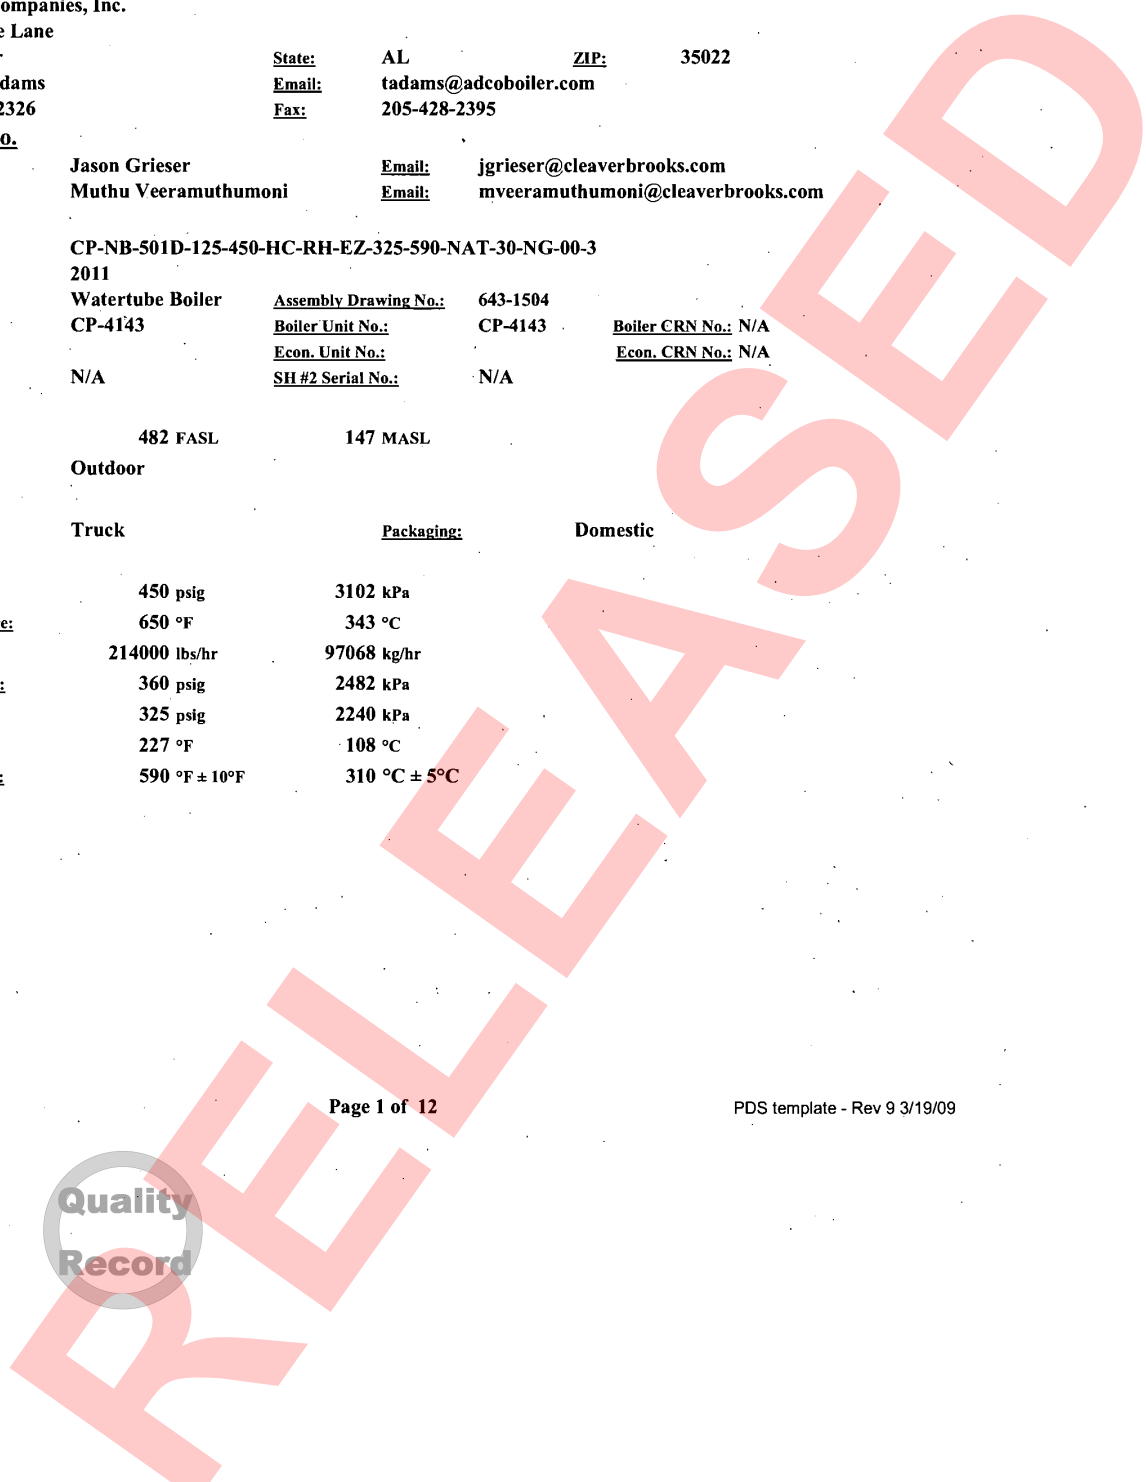 ompanies, Inc.
e Lane
State: AL ZIP: 35022
dams Email: tadams@adcoboiler.com
2326 Fax: 205-428-2395
o.
Jason Grieser Email: jgrieser@cleaverbrooks.com
Muthu Veeramuthumoni Email: mveeramuthumoni@cleaverbrooks.com
CP-NB-501D-125-450-HC-RH-EZ-325-590-NAT-30-NG-00-3
2011
Watertube Boiler Assembly Drawing No.: 643-1504
CP-4143 Boiler Unit No.: CP-4143 Boiler CRN No.: N/A
Econ. Unit No.: Econ. CRN No.: N/A
N/A SH #2 Serial No.: N/A
482 FASL 147 MASL
Outdoor
Truck Packaging: Domestic
450 psig 3102 kPa
e: 650 °F 343 °C
214000 lbs/hr 97068 kg/hr
: 360 psig 2482 kPa
325 psig 2240 kPa
227 °F 108 °C
: 590 °F ± 10°F 310 °C ± 5°C
Page 1 of 12 PDS template - Rev 9 3/19/09
Quality
Record
RELEASED